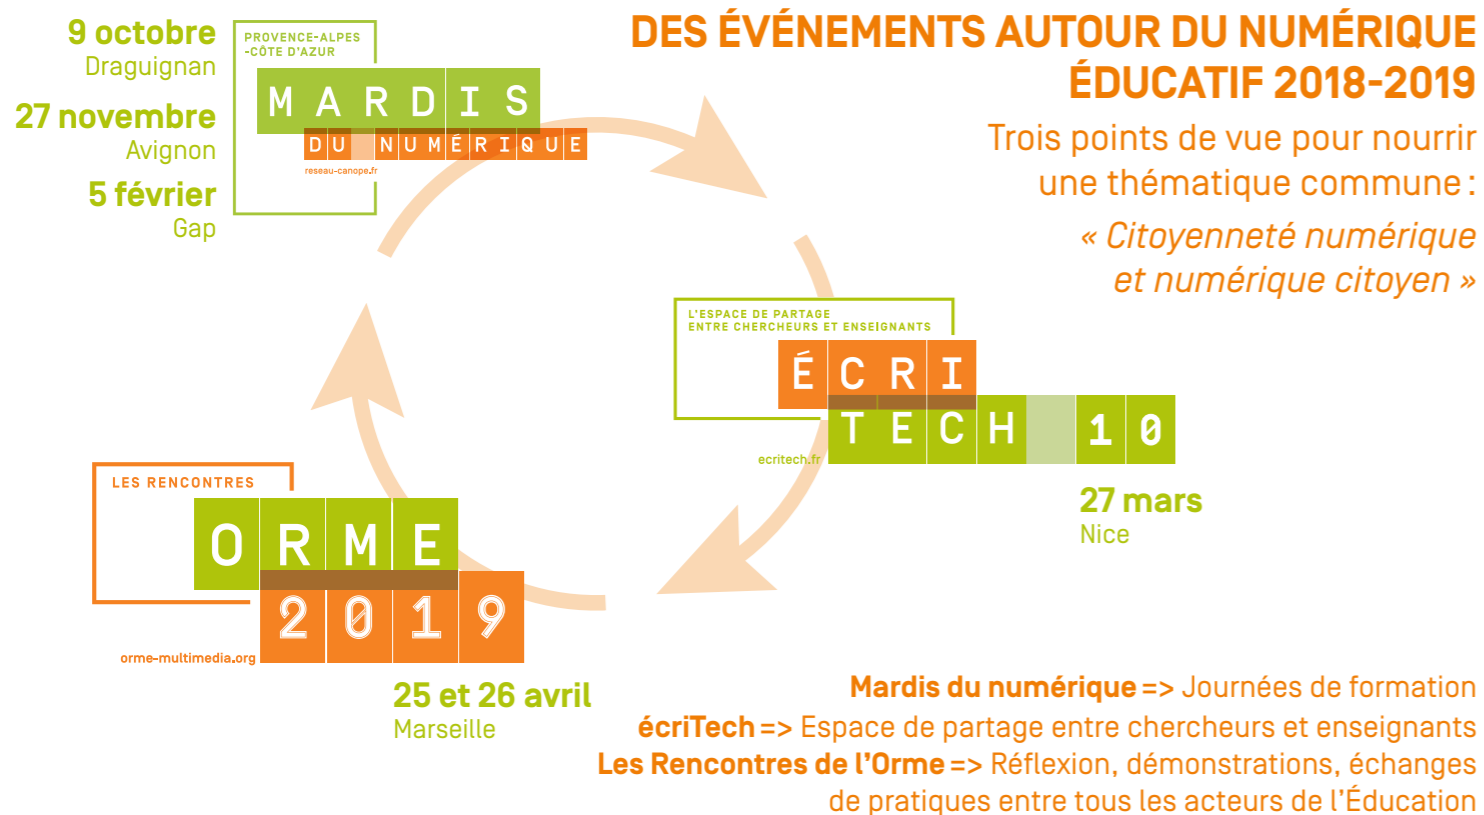 9 octobre
Draguignan
27 novembre
Avignon
5 février
Gap
PROVENCE-ALPES
-CÔTE D'AZUR
MARDIS
DU NUMÉRIQUE
reseau-canope.fr
DES ÉVÉNEMENTS AUTOUR DU NUMÉRIQUE
ÉDUCATIF 2018-2019
Trois points de vue pour nourrir
une thématique commune :
« Citoyenneté numérique
et numérique citoyen »
L'ESPACE DE PARTAGE
ENTRE CHERCHEURS ET ENSEIGNANTS
ÉCRI
TECH 10
ecritech.fr
27 mars
Nice
LES RENCONTRES
ORME
2019
orme-multimedia.org
25 et 26 avril
Marseille
Mardis du numérique => Journées de formation
écriTech => Espace de partage entre chercheurs et enseignants
Les Rencontres de l'Orme => Réflexion, démonstrations, échanges
de pratiques entre tous les acteurs de l'Éducation